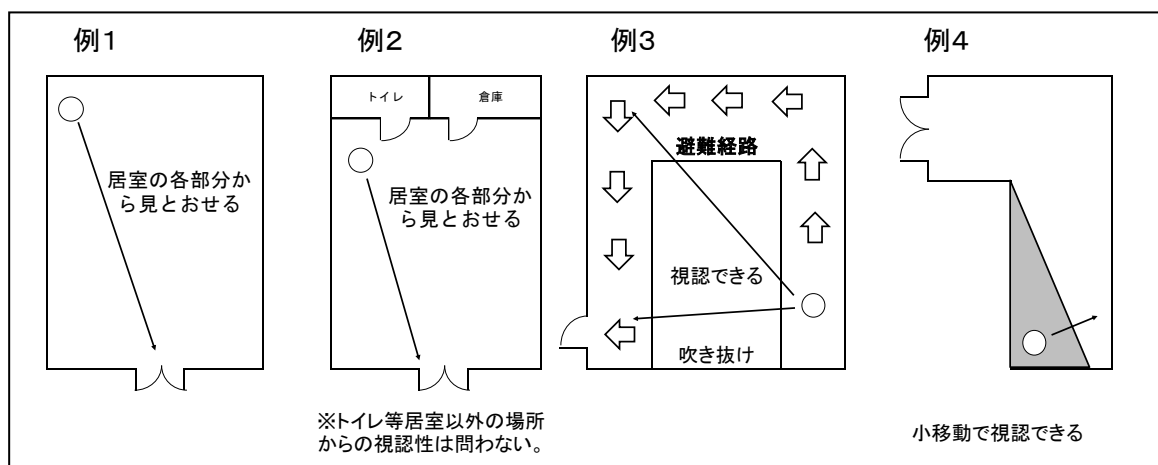 例1
居室の各部分か
ら見とおせる
例2
トイレ
倉庫
居室の各部分か
ら見とおせる
※トイレ等居室以外の場所
からの視認性は問わない。
例3
避難経路
視認できる
吹き抜け
例4
小移動で視認できる